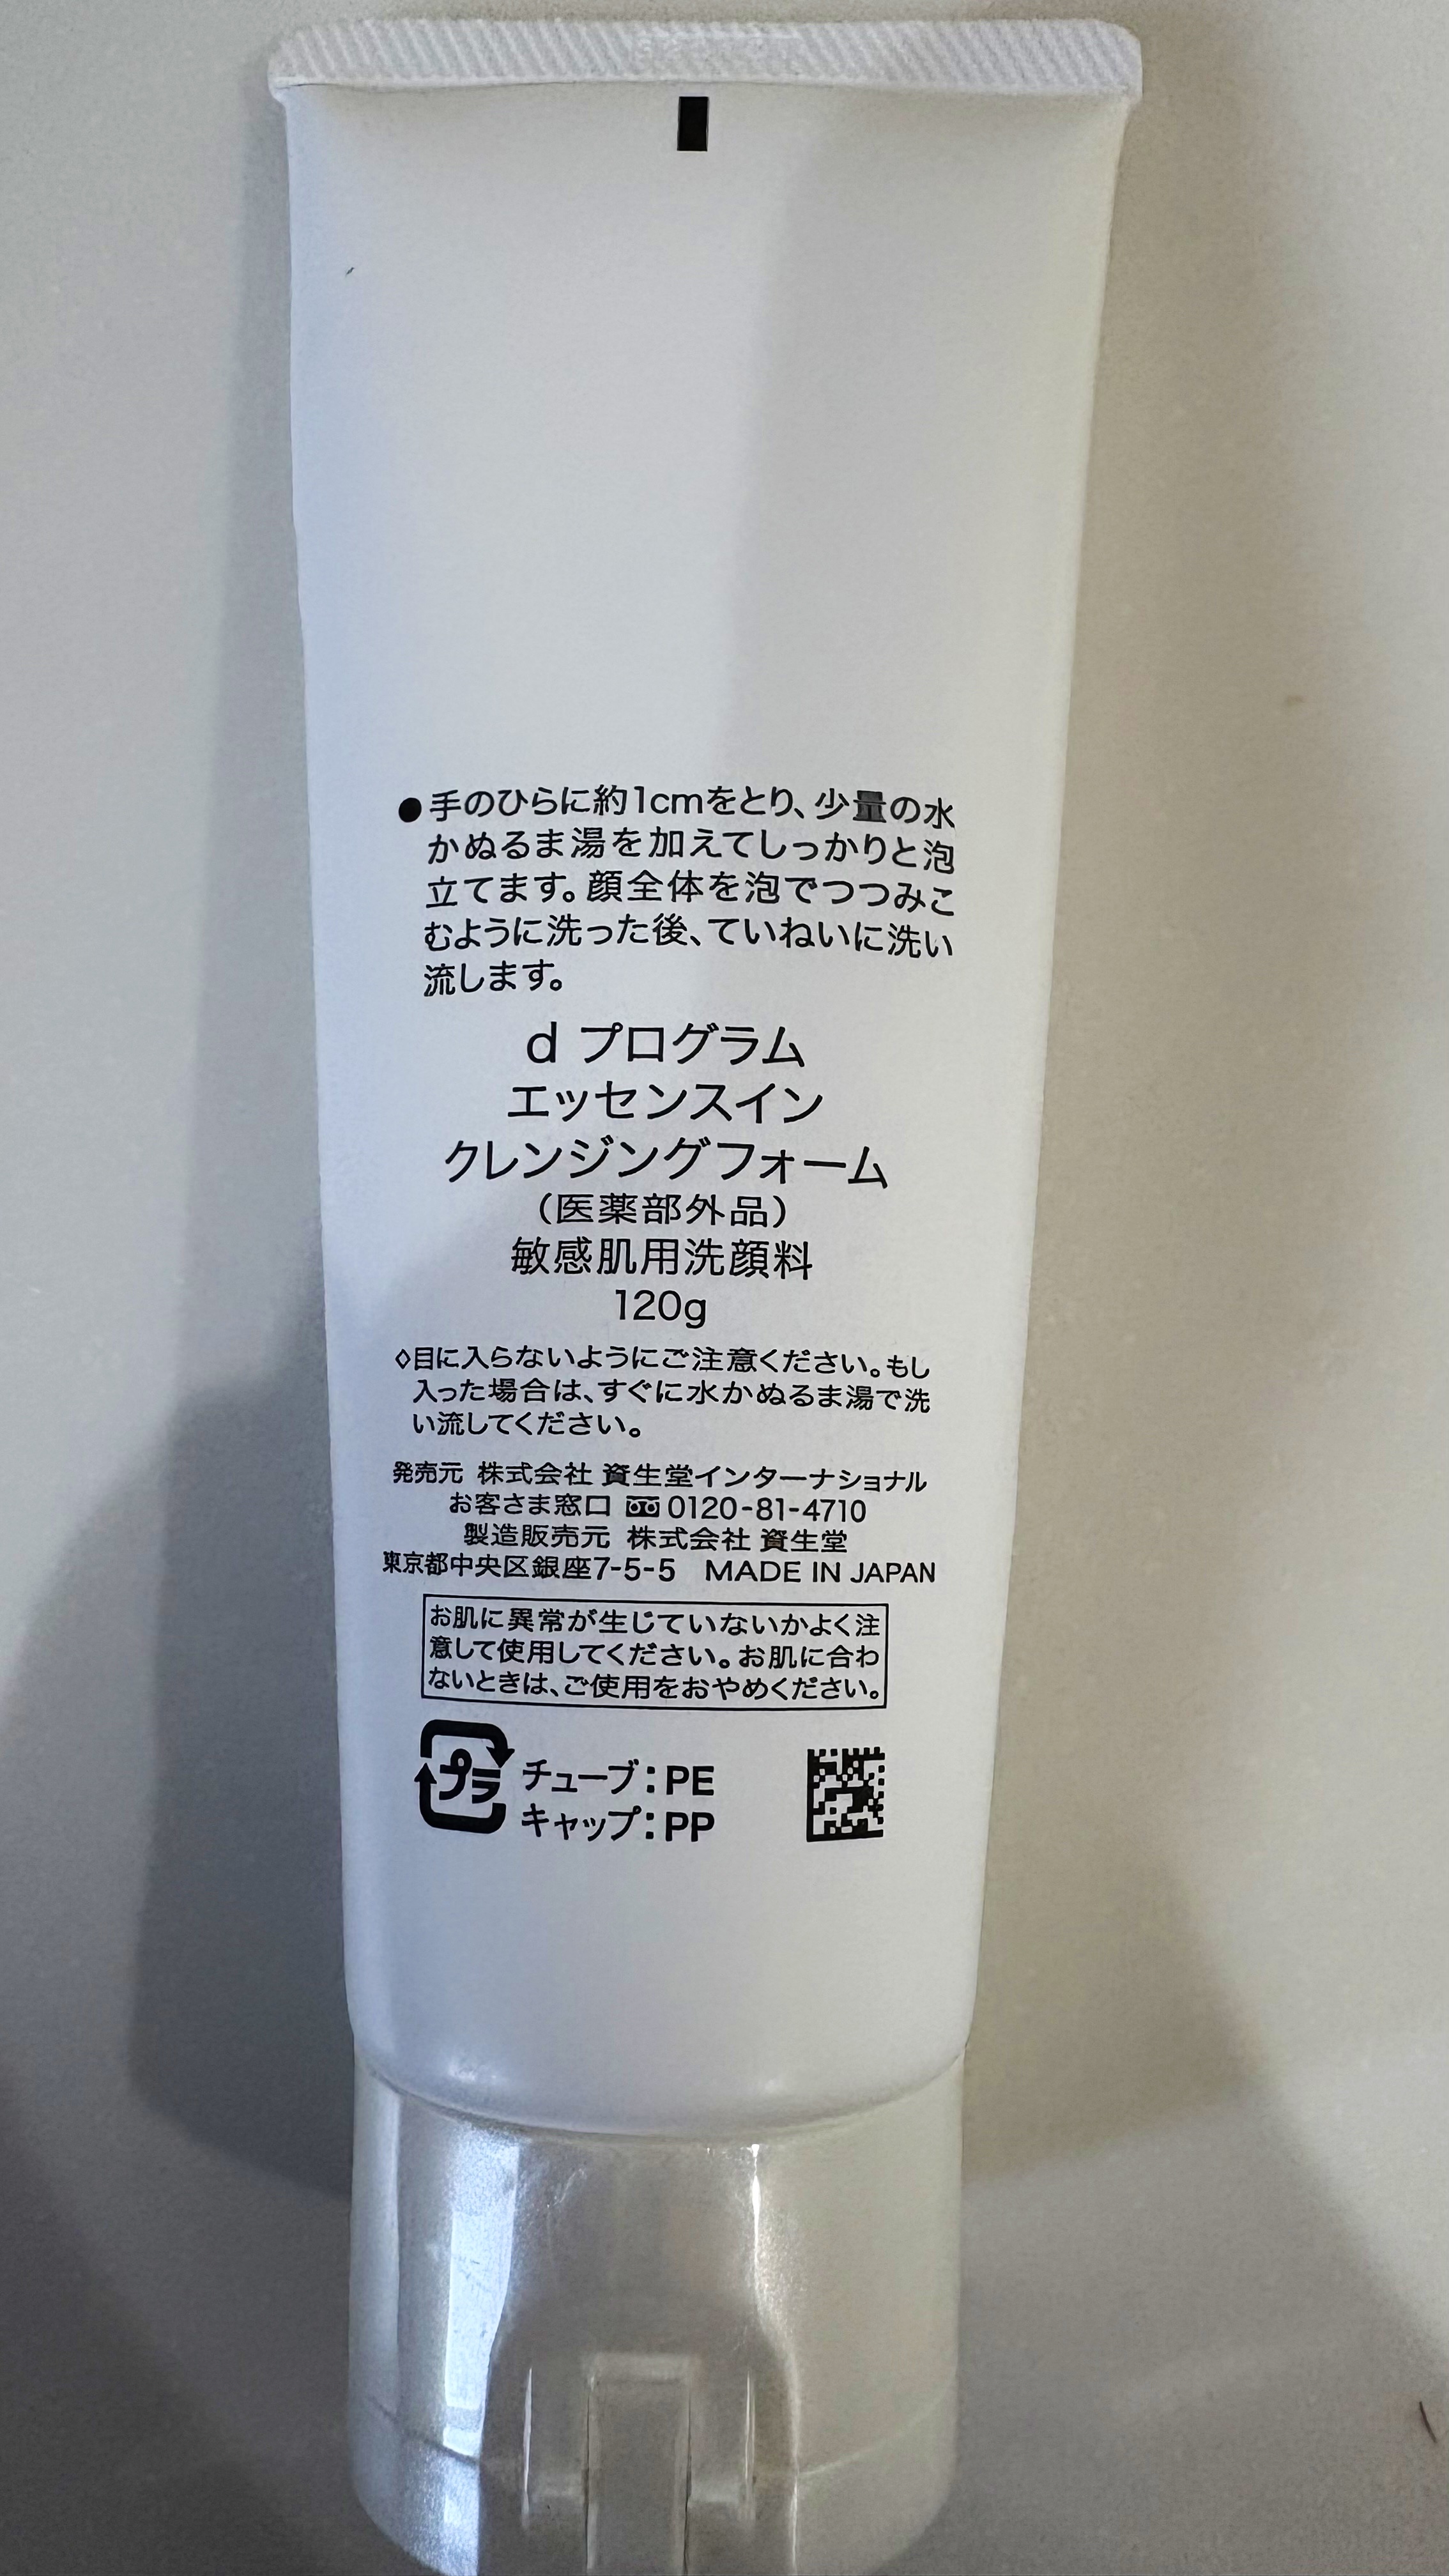 ●手のひらに約1cmをとり、少量の水
かぬるま湯を加えてしっかりと泡
立てます。顔全体を泡でつつみこ
むように洗った後、ていねいに洗い
流します。
d プログラム
エッセンスイン
クレンジングフォーム
（医薬部外品）
敏感肌用洗顔料
120g
◊目に入らないようにご注意ください。もし
入った場合は、すぐに水かぬるま湯で洗
い流してください。
発売元 株式会社 資生堂インターナショナル
お客さま窓口 0120-81-4710
製造販売元 株式会社 資生堂
東京都中央区銀座7-5-5 MADE IN JAPAN
お肌に異常が生じていないかよく注
意して使用してください。お肌に合わ
ないときは、ご使用をおやめください。
プラ
チューブ：PE
キャップ：PP